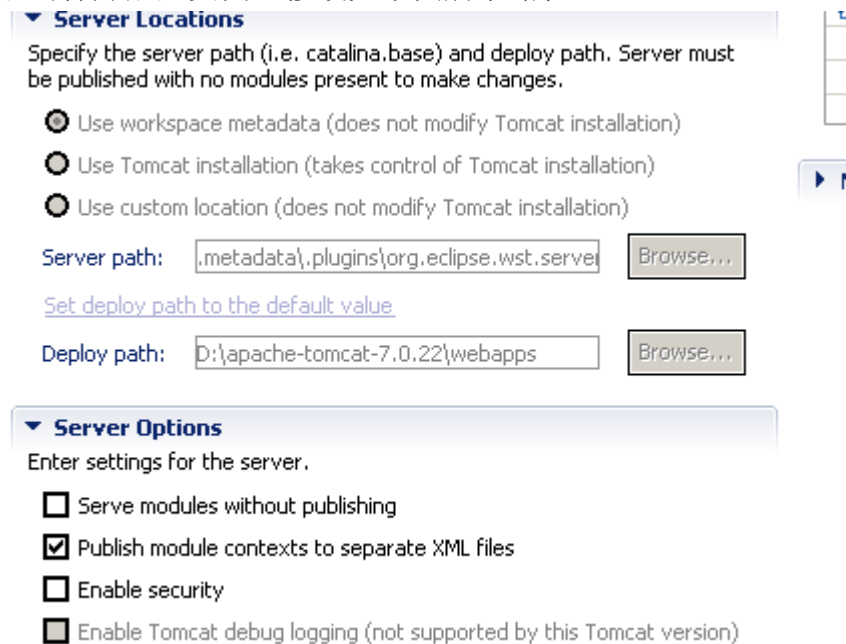 Server Locations
Specify the server path (i.e. catalina.base) and deploy path. Server must
be published with no modules present to make changes.
Use workspace metadata (does not modify Tomcat installation)
Use Tomcat installation (takes control of Tomcat installation)
Use custom location (does not modify Tomcat installation)
Server path: .metadata\.plugins\org.eclipse.wst.server Browse...
Set deploy path to the default value
Deploy path: D:\apache-tomcat-7.0.22\webapps Browse...
Server Options
Enter settings for the server.
Serve modules without publishing
Publish module contexts to separate XML files
Enable security
Enable Tomcat debug logging (not supported by this Tomcat version)